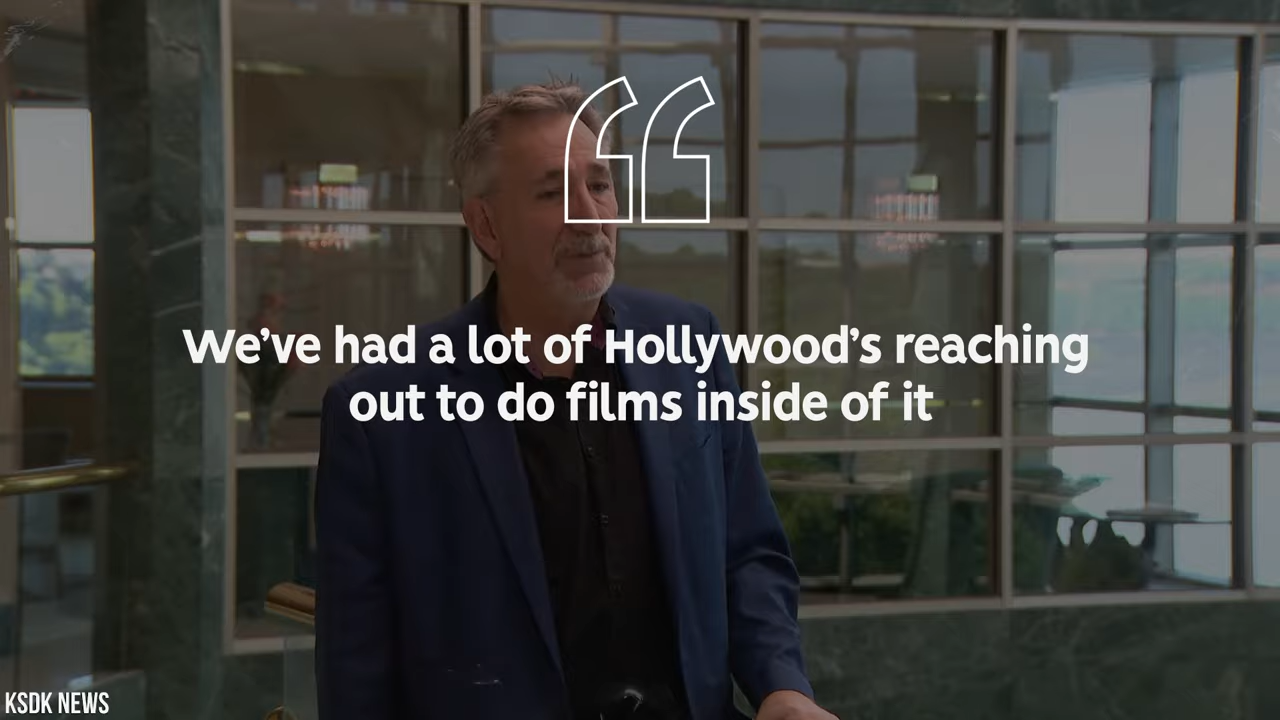 We’ve had a lot of Hollywood’s reaching
out to do films inside of it
KSDK NEWS